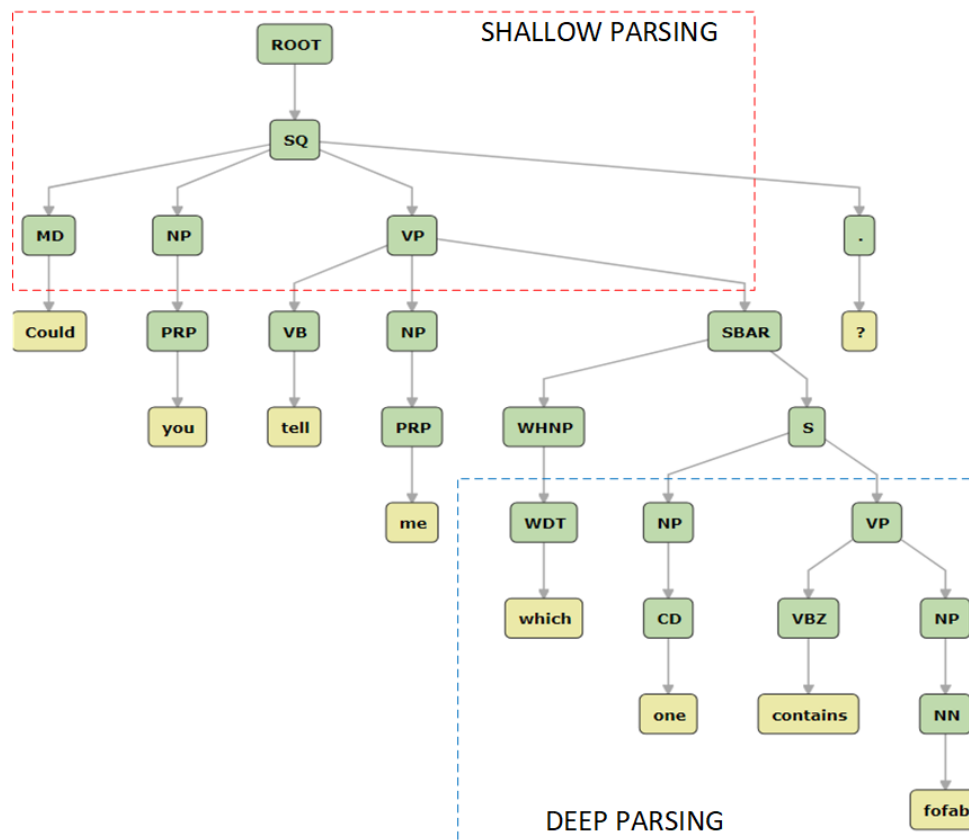 SHALLOW PARSING
ROOT
SQ
MD NP VP .
Could PRP VB NP SBAR ?
you tell PRP WHNP S
me WDT NP VP
which CD VBZ NP
one contains NN
fofab
DEEP PARSING